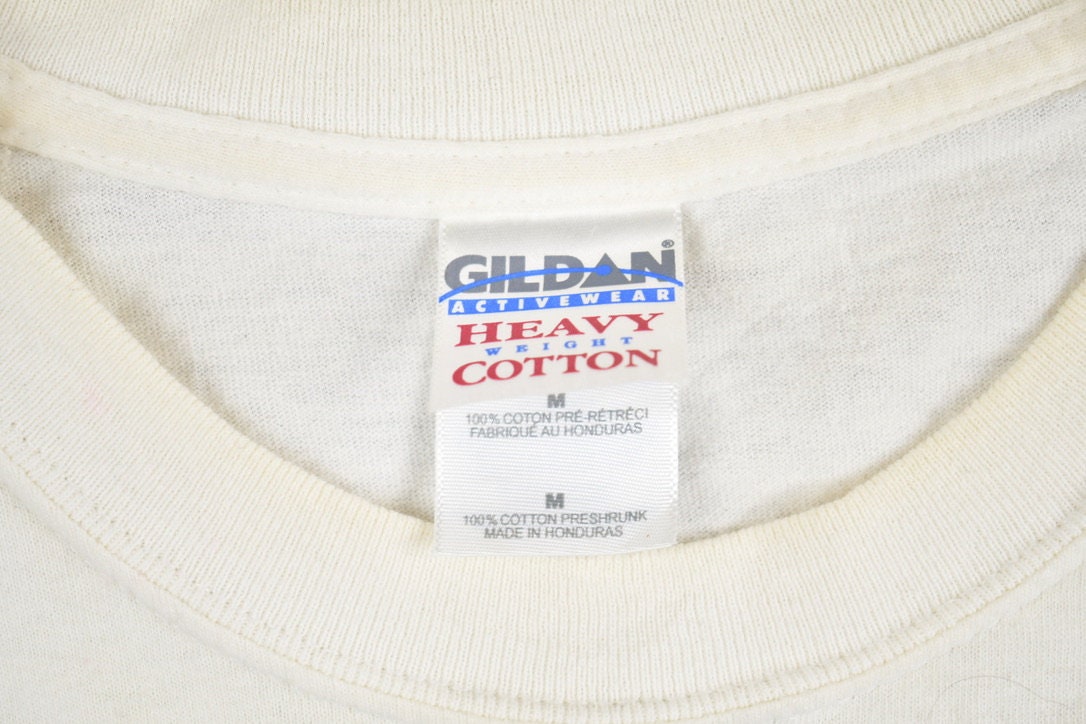 GILDAN®
ACTIVEWEAR
HEAVY
WEIGHT
COTTON
M
100% COTON PRÉ-RÉTRÉCI
FABRIQUÉ AU HONDURAS
M
100% COTTON PRESHRUNK
MADE IN HONDURAS